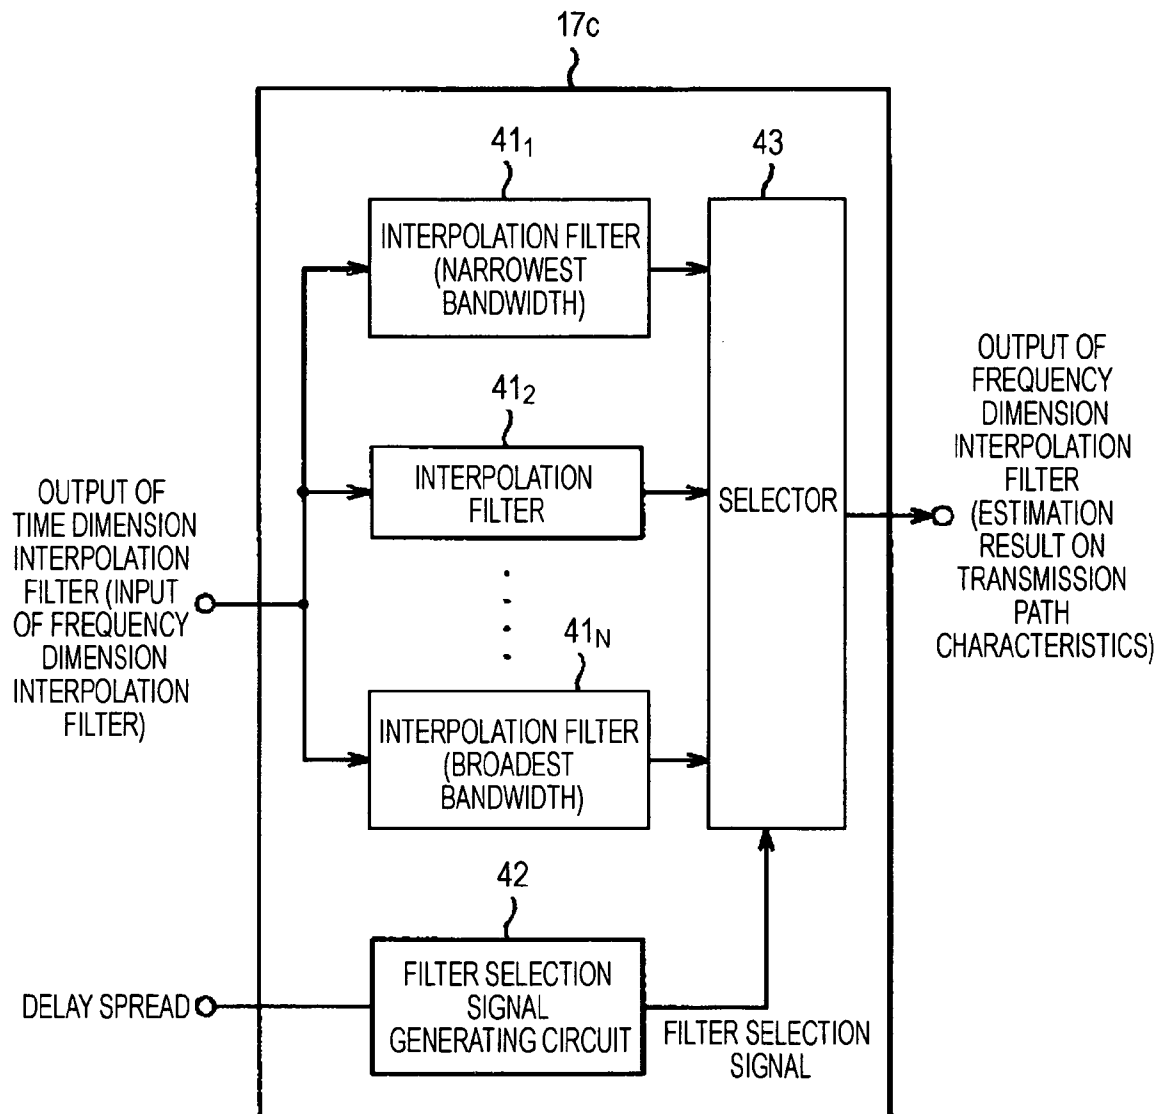 17c
41₁
43
INTERPOLATION FILTER
(NARROWEST
BANDWIDTH)
41₂
INTERPOLATION
FILTER
SELECTOR
OUTPUT OF
TIME DIMENSION
INTERPOLATION
FILTER (INPUT
OF FREQUENCY
DIMENSION
INTERPOLATION
FILTER)
OUTPUT OF
FREQUENCY
DIMENSION
INTERPOLATION
FILTER
(ESTIMATION
RESULT ON
TRANSMISSION
PATH
CHARACTERISTICS)
41N
INTERPOLATION FILTER
(BROADEST
BANDWIDTH)
42
DELAY SPREAD
FILTER SELECTION
SIGNAL
GENERATING CIRCUIT
FILTER SELECTION
SIGNAL